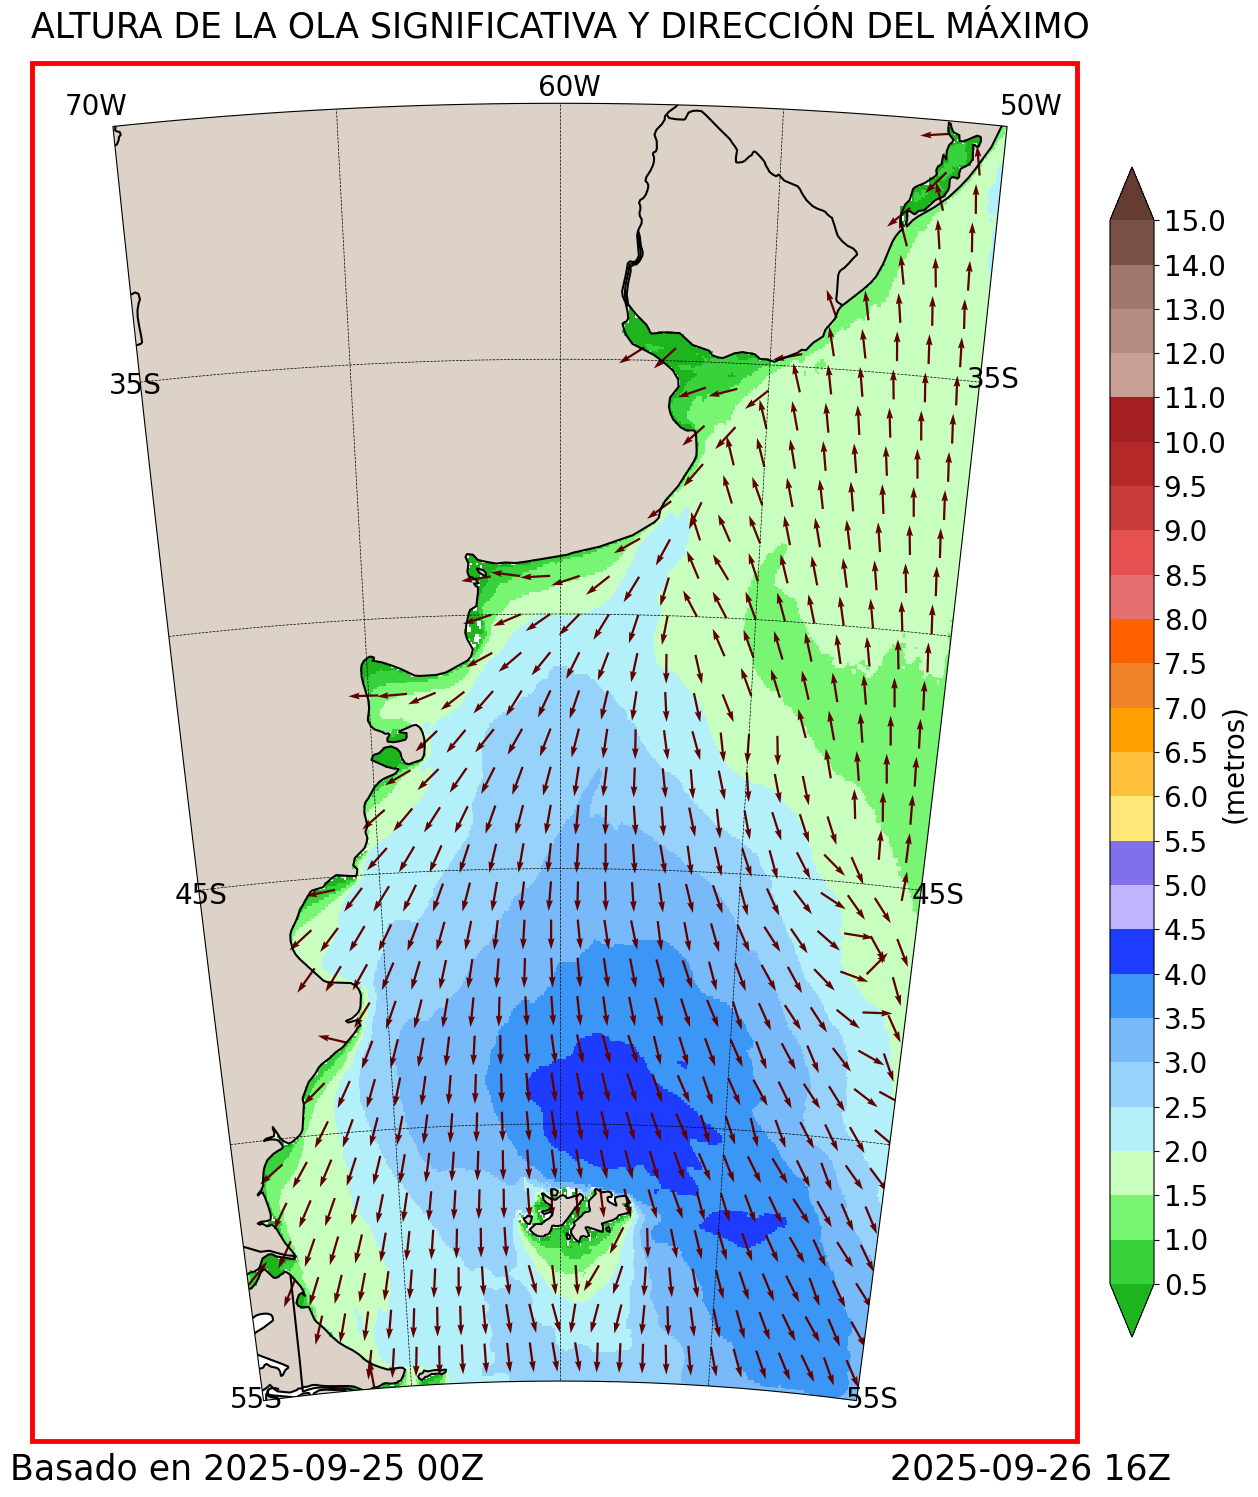 ALTURA DE LA OLA SIGNIFICATIVA Y DIRECCIÓN DEL MÁXIMO
70W
60W
50W
35S
35S
45S
45S
55S
55S
15.0
14.0
13.0
12.0
11.0
10.0
9.5
9.0
8.5
8.0
7.5
7.0
6.5
6.0
5.5
5.0
4.5
4.0
3.5
3.0
2.5
2.0
1.5
1.0
0.5
(metros)
Basado en 2025-09-25 00Z
2025-09-26 16Z